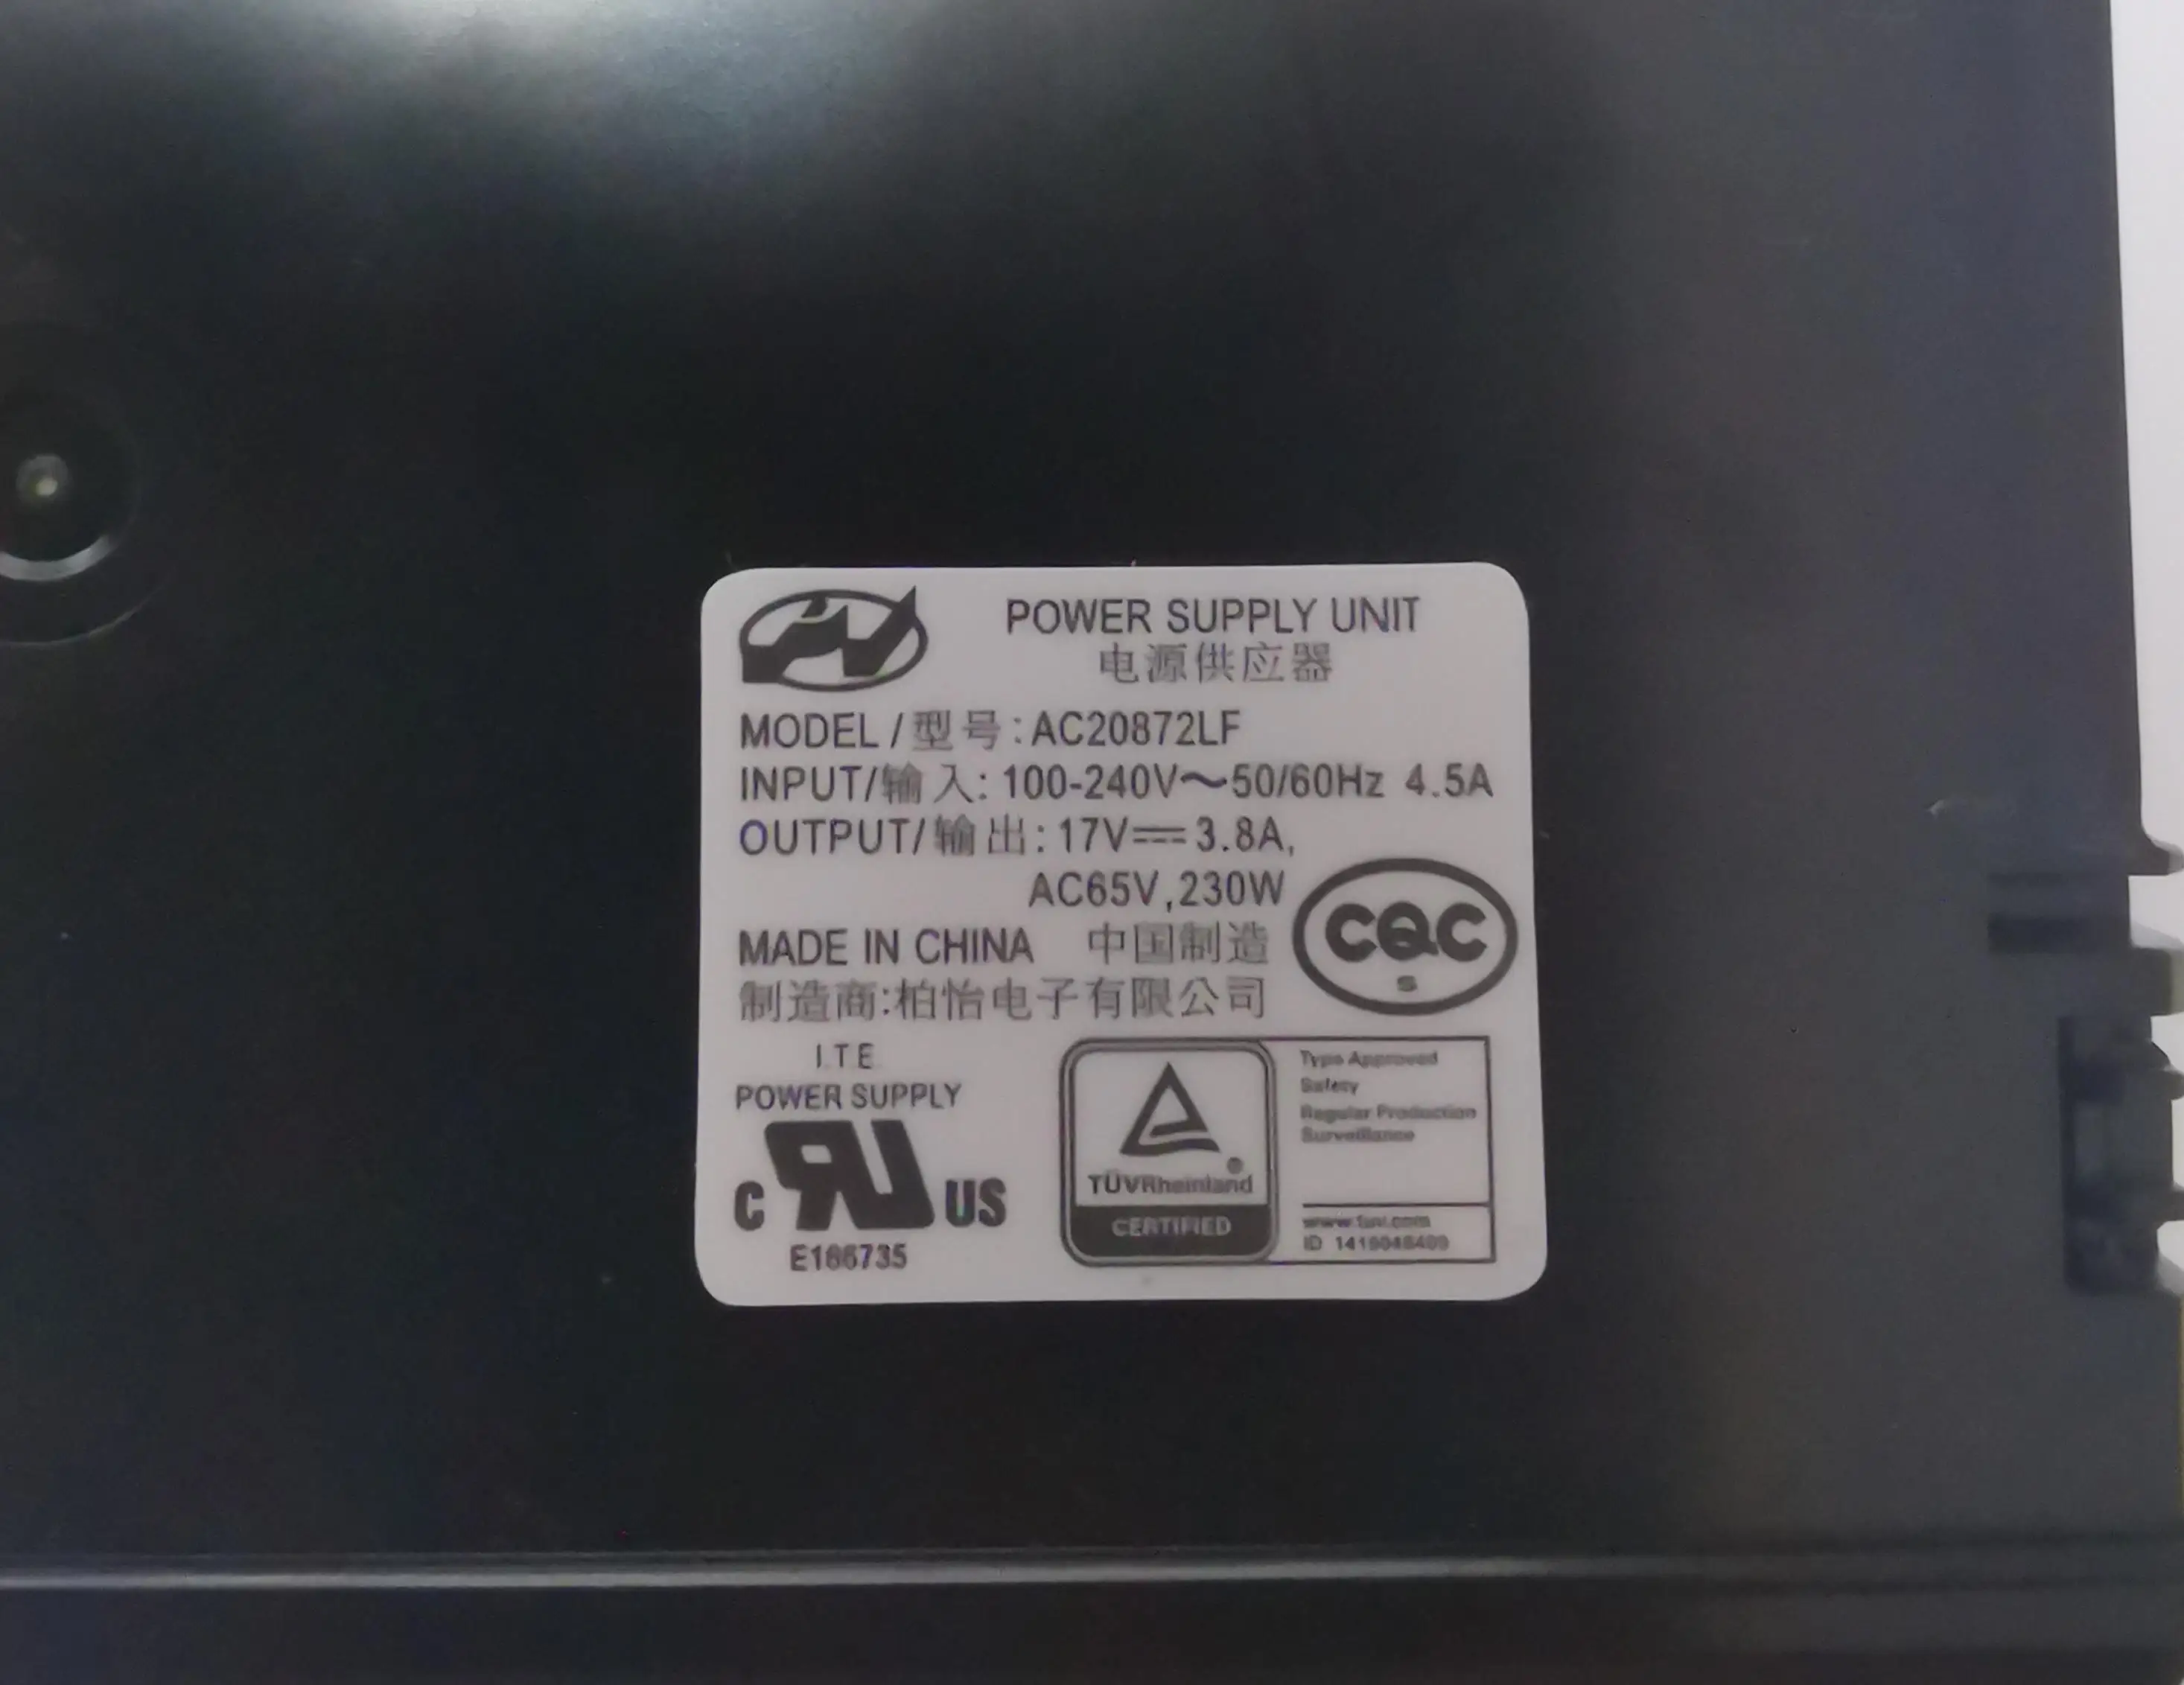 POWER SUPPLY UNIT
电源供应器
MODEL / 型号: AC20872LF
INPUT/输入: 100-240V～50/60Hz 4.5A
OUTPUT/输出: 17V⎓3.8A,
AC65V,230W
CQC
S
MADE IN CHINA 中国制造
制造商:柏怡电子有限公司
I.T.E
POWER SUPPLY
C RU US
E166735
TÜVRheinland
CERTIFIED
Type Approved
Safety
Regular Production
Surveillance
www.tuv.com
ID